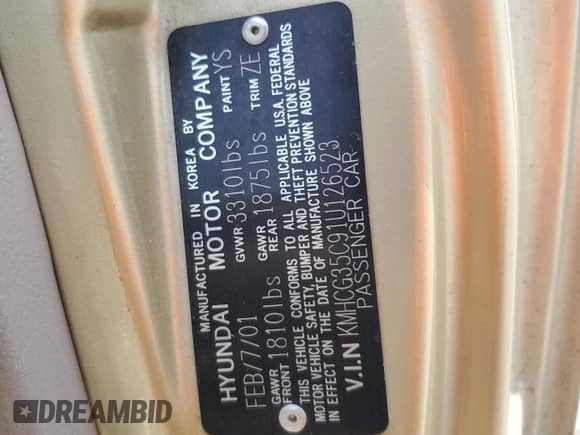 MANUFACTURED IN KOREA BY
HYUNDAI MOTOR COMPANY
FEB/7/01 GVWR 3310lbs PAINT YS
GAWR FRONT 1810lbs GAWR REAR 1875lbs TRIM ZE
THIS VEHICLE CONFORMS TO ALL APPLICABLE U.S.A. FEDERAL
MOTOR VEHICLE SAFETY, BUMPER AND THEFT PREVENTION STANDARDS
IN EFFECT ON THE DATE OF MANUFACTURE SHOWN ABOVE
V.I.N KMHCG35C91U126523
PASSENGER CAR
DREAMBID